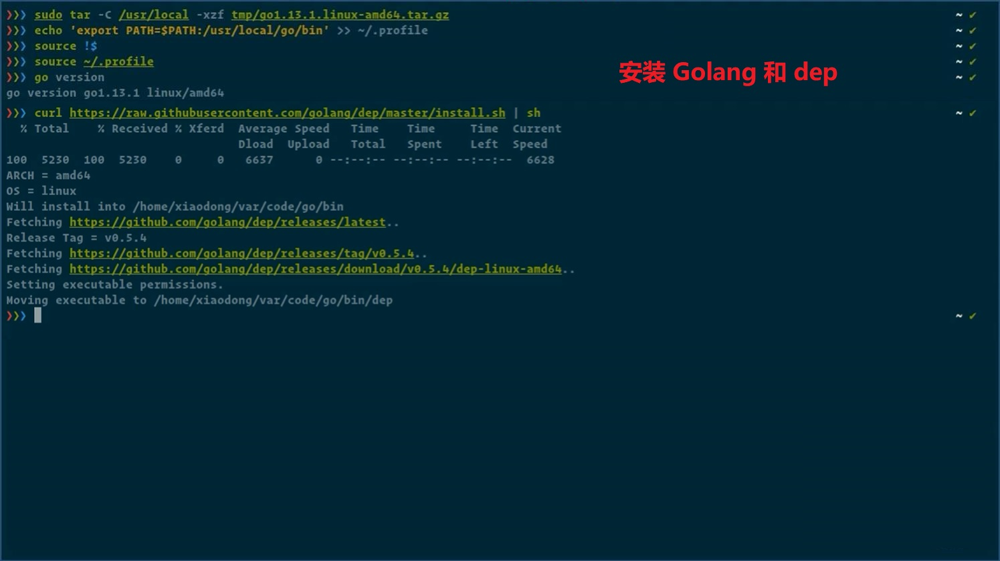 ❯❯❯ sudo tar -C /usr/local -xzf tmp/go1.13.1.linux-amd64.tar.gz ~ ✔
❯❯❯ echo 'export PATH=$PATH:/usr/local/go/bin' >> ~/.profile ~ ✔
❯❯❯ source !$ ~ ✔
❯❯❯ source ~/.profile ~ ✔
安装 Golang 和 dep
❯❯❯ go version ~ ✔
go version go1.13.1 linux/amd64
❯❯❯ curl https://raw.githubusercontent.com/golang/dep/master/install.sh | sh ~ ✔
% Total % Received % Xferd Average Speed Time Time Time Current
Dload Upload Total Spent Left Speed
100 5230 100 5230 0 0 6637 0 --:--:-- --:--:-- --:--:-- 6628
ARCH = amd64
OS = linux
Will install into /home/xiaodong/var/code/go/bin
Fetching https://github.com/golang/dep/releases/latest..
Release Tag = v0.5.4
Fetching https://github.com/golang/dep/releases/tag/v0.5.4..
Fetching https://github.com/golang/dep/releases/download/v0.5.4/dep-linux-amd64..
Setting executable permissions.
Moving executable to /home/xiaodong/var/code/go/bin/dep
❯❯❯ ~ ✔